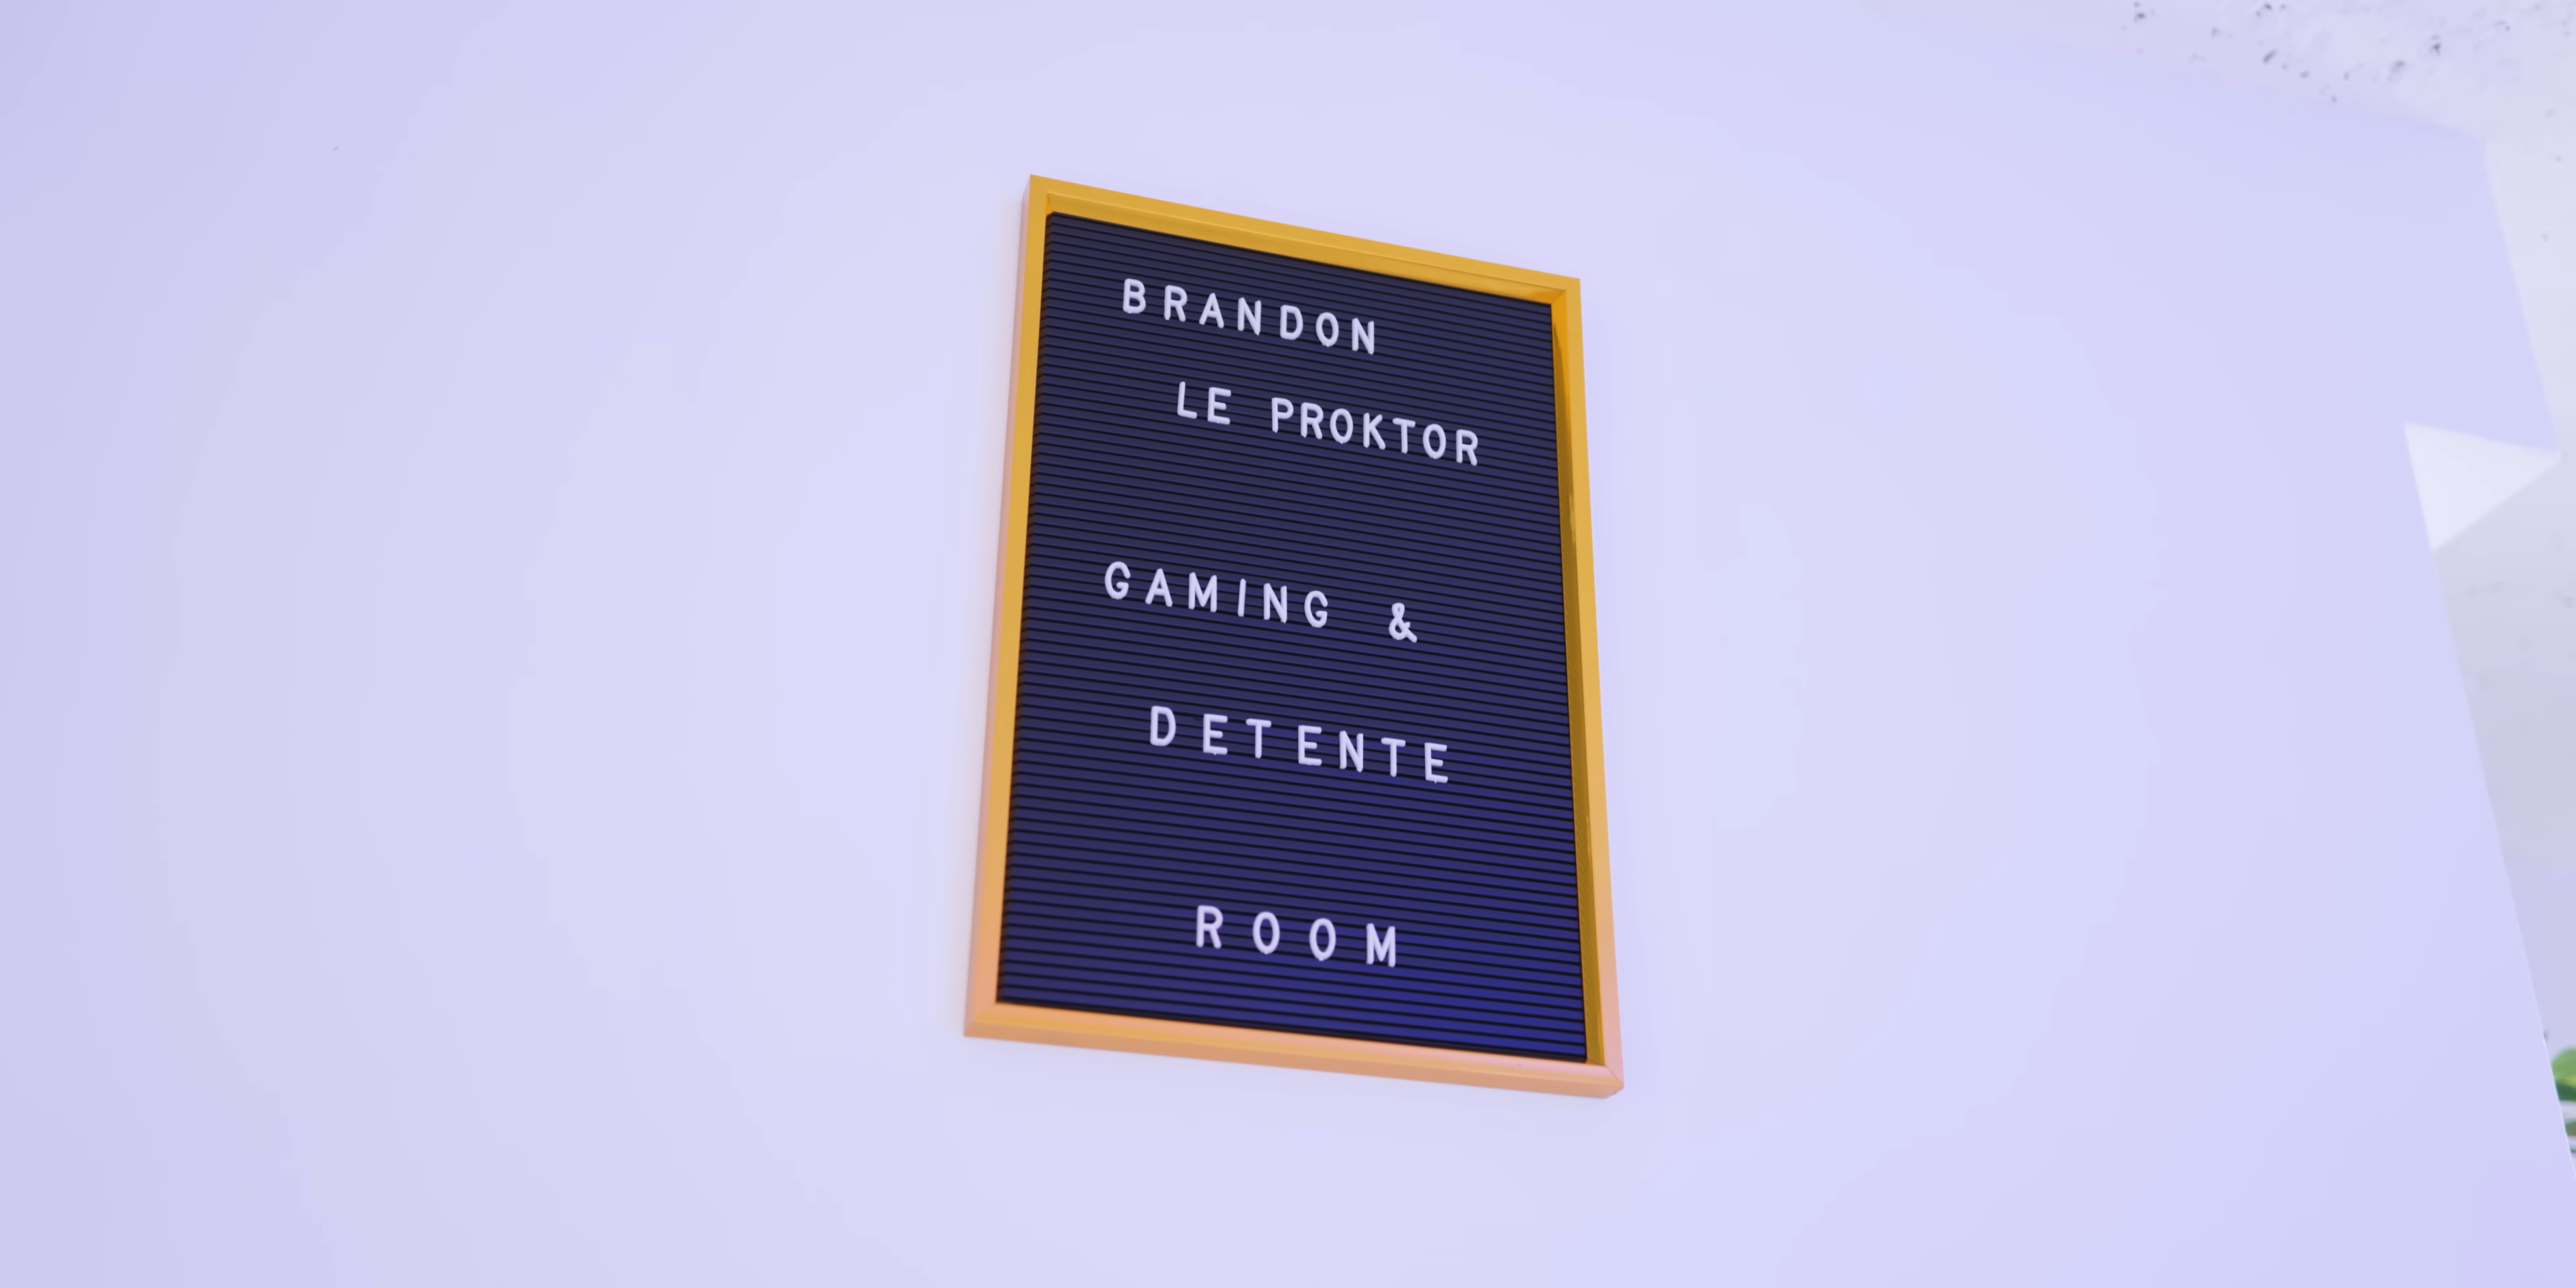 BRANDON
LE PROKTOR
GAMING &
DETENTE
ROOM